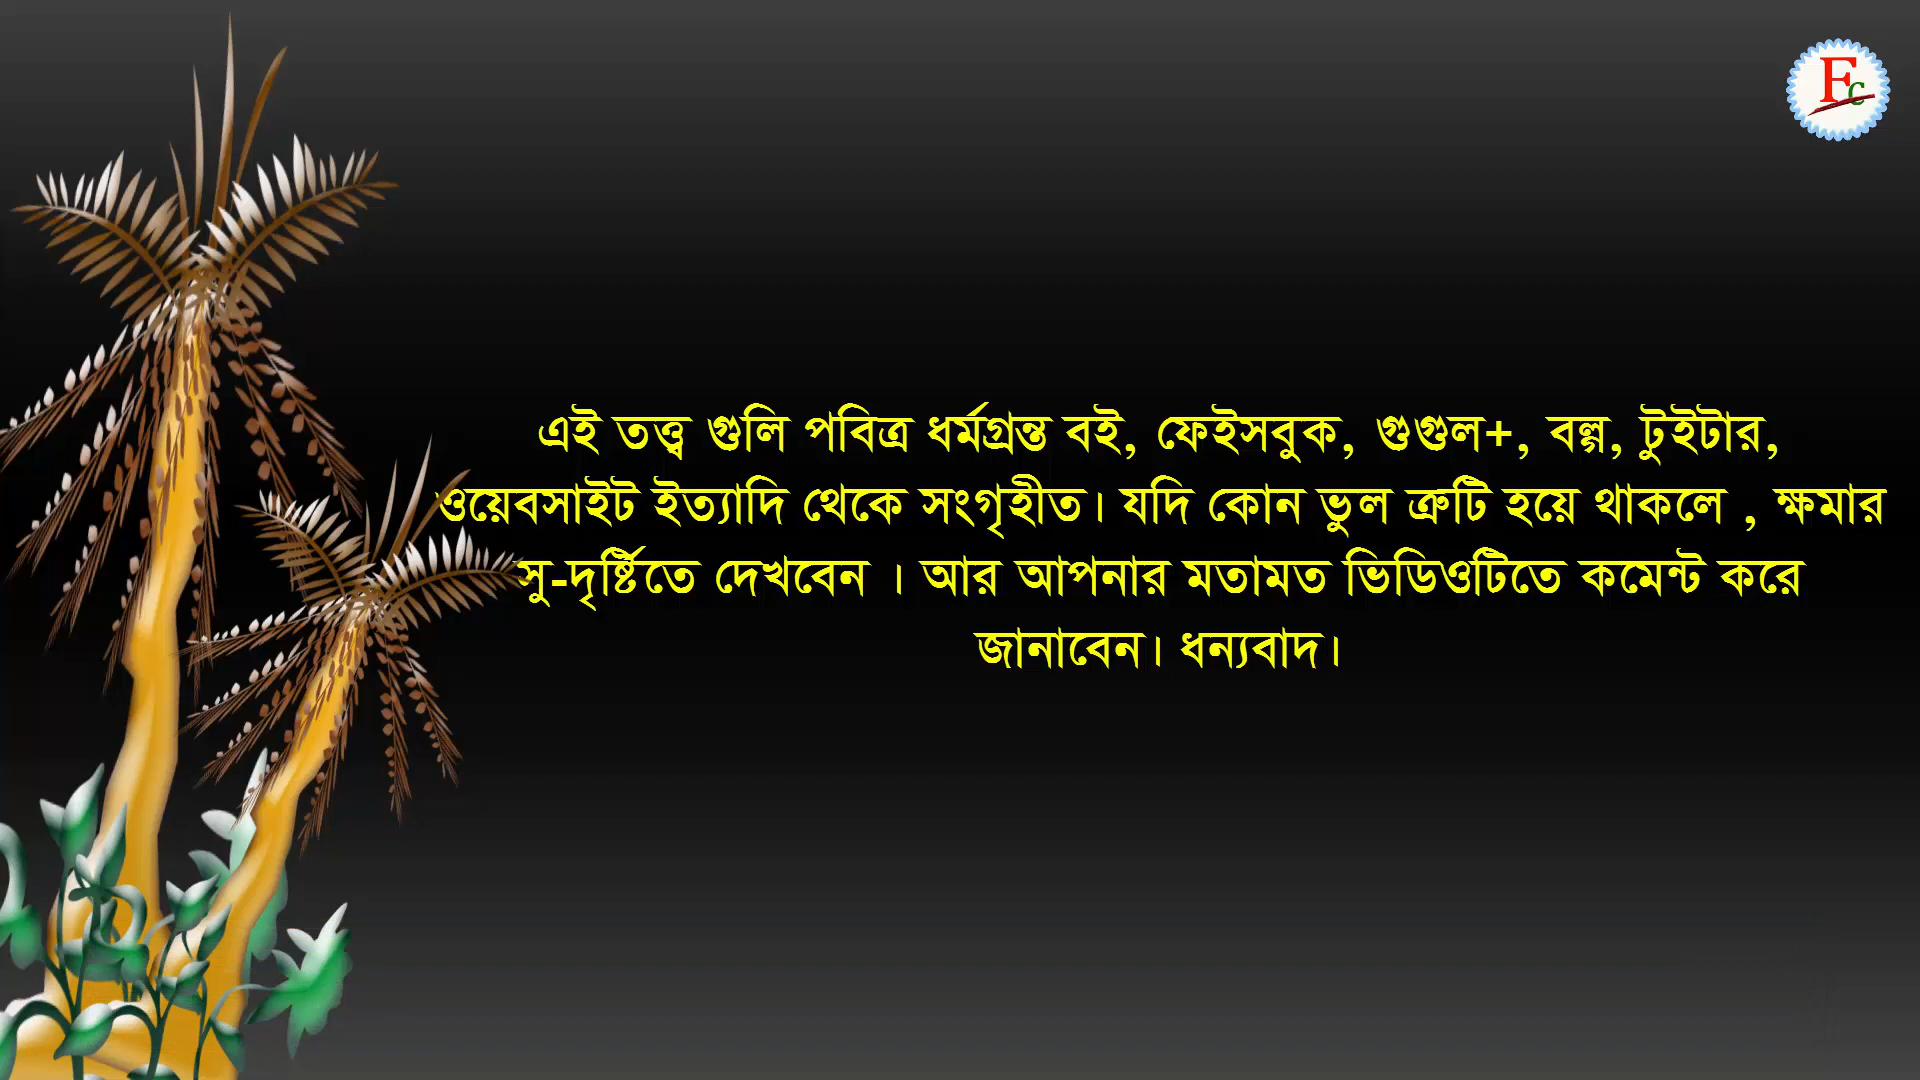 Fc
এই তত্ত্ব গুলি পবিত্র ধর্মগ্রন্ত বই, ফেইসবুক, গুগুল+, বল্গ, টুইটার,
ওয়েবসাইট ইত্যাদি থেকে সংগৃহীত। যদি কোন ভুল ত্রুটি হয়ে থাকলে , ক্ষমার
সু-দৃর্ষ্টিতে দেখবেন । আর আপনার মতামত ভিডিওটিতে কমেন্ট করে
জানাবেন। ধন্যবাদ।